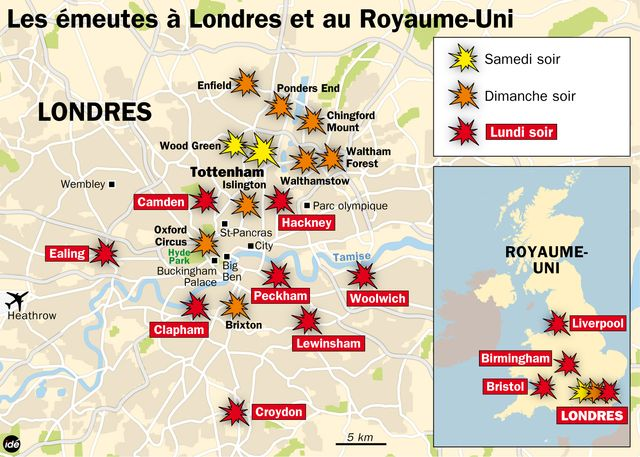 Les émeutes à Londres et au Royaume-Uni
Samedi soir
Dimanche soir
Lundi soir
LONDRES
Enfield
Ponders End
Chingford
Mount
Wood Green
Waltham
Forest
Tottenham
Walthamstow
Islington
Wembley
Camden
Hackney
Parc olympique
St-Pancras
City
Oxford
Circus
Hyde
Park
Ealing
Tamise
Buckingham
Palace
Big
Ben
Heathrow
Peckham
Woolwich
Clapham
Brixton
Lewinsham
Croydon
5 km
idé
ROYAUME-
UNI
Liverpool
Birmingham
Bristol
LONDRES